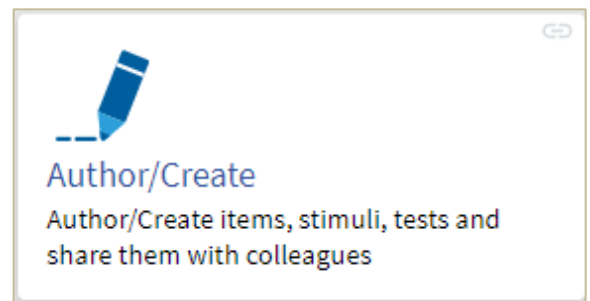 Author/Create
Author/Create items, stimuli, tests and
share them with colleagues